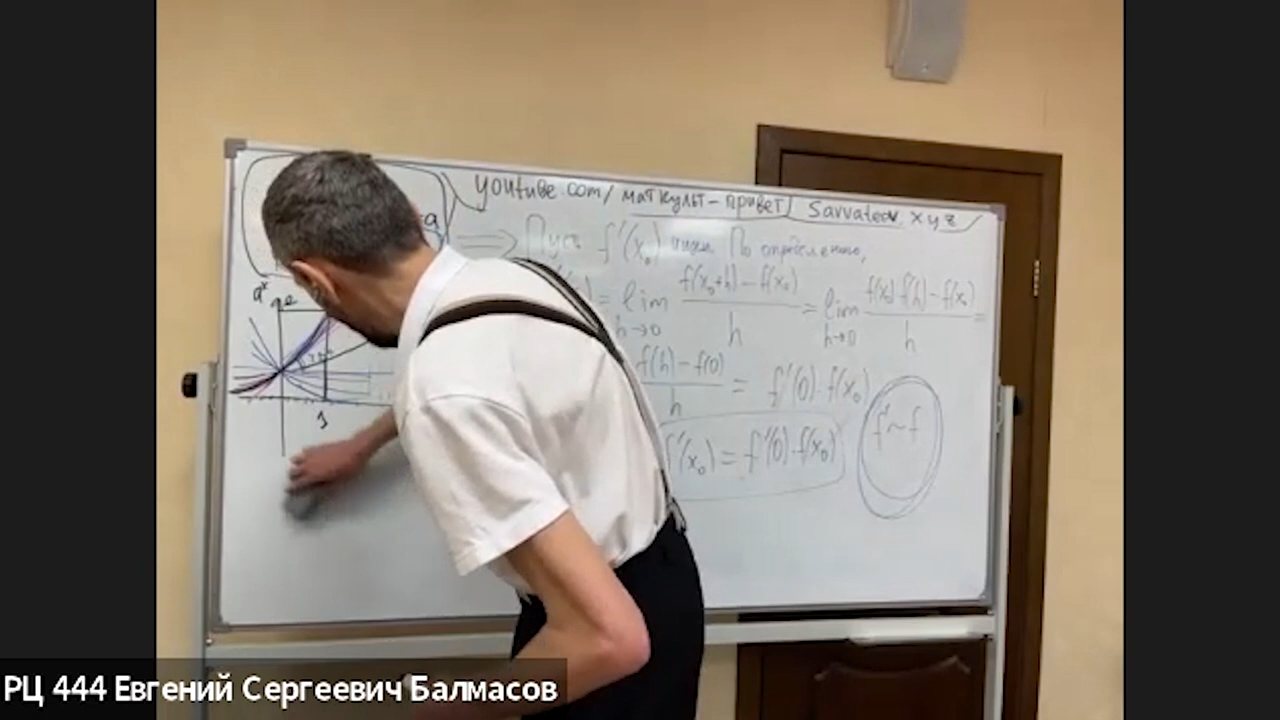 youtube.com/ маткульт-привет/ Savvateev.xyz
⇒ Пусть f'(x₀) По определению,
= lim h→0 f(x₀+h)−f(x₀) / h = lim h→0 f(x₀) f(h)−f(x₀) / h =
f(h)−f(0) / h = f'(0)·f(x₀)
aˣ
f'(x₀) = f'(0)·f(x₀)
f'~f
1
РЦ 444 Евгений Сергеевич Балмасов